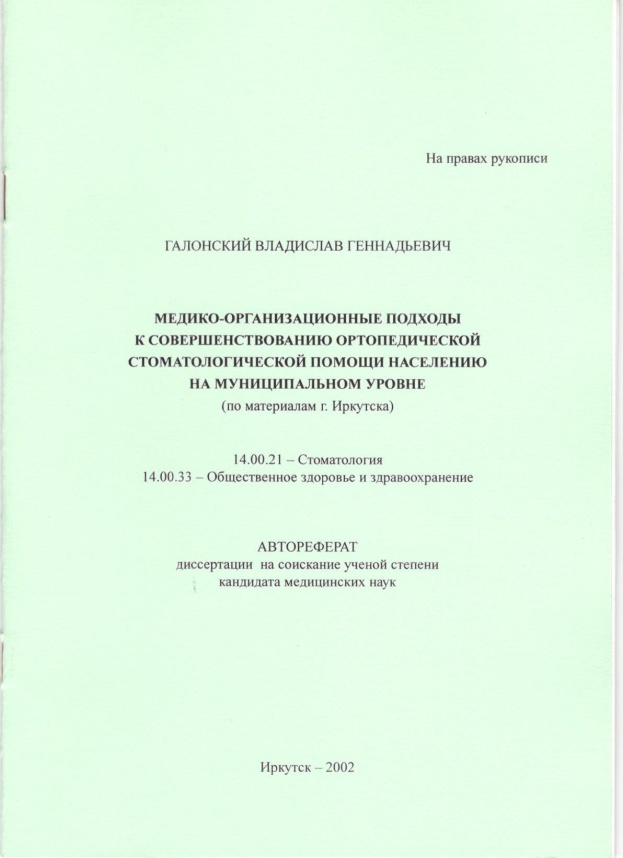 На правах рукописи
ГАЛОНСКИЙ ВЛАДИСЛАВ ГЕННАДЬЕВИЧ
МЕДИКО-ОРГАНИЗАЦИОННЫЕ ПОДХОДЫ
К СОВЕРШЕНСТВОВАНИЮ ОРТОПЕДИЧЕСКОЙ
СТОМАТОЛОГИЧЕСКОЙ ПОМОЩИ НАСЕЛЕНИЮ
НА МУНИЦИПАЛЬНОМ УРОВНЕ
(по материалам г. Иркутска)
14.00.21 – Стоматология
14.00.33 – Общественное здоровье и здравоохранение
АВТОРЕФЕРАТ
диссертации на соискание ученой степени
кандидата медицинских наук
Иркутск – 2002